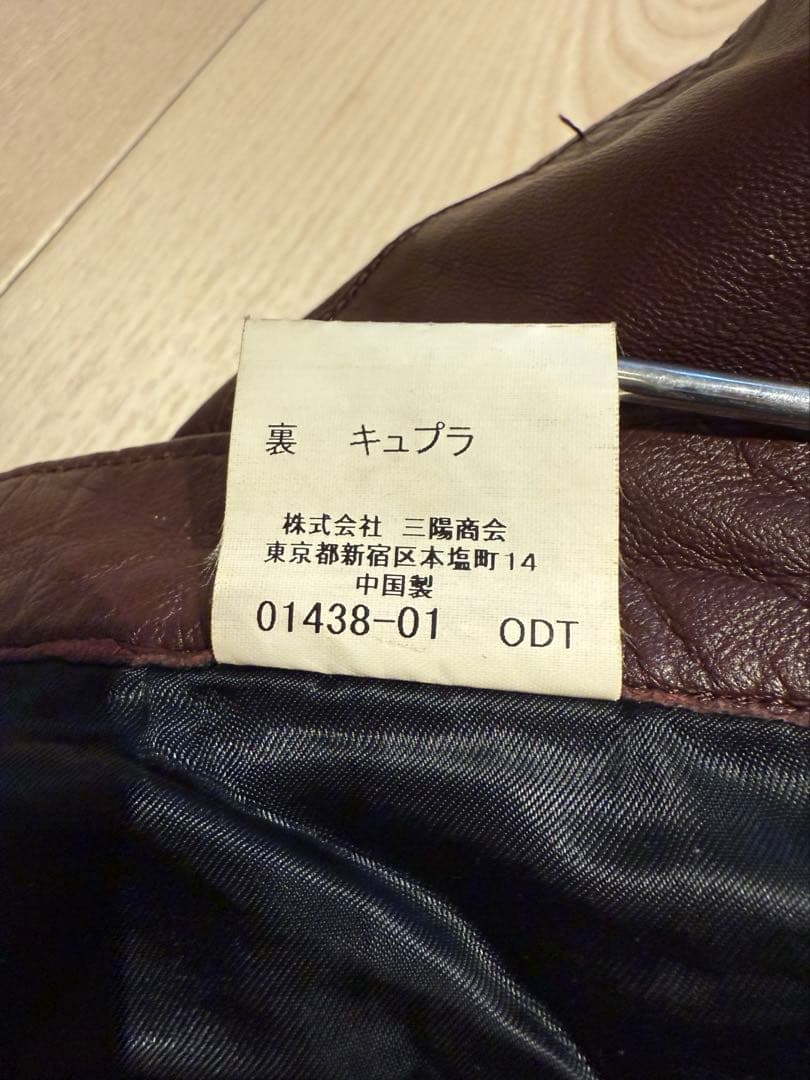 裏　キュプラ
株式会社 三陽商会
東京都新宿区本塩町14
中国製
01438-01 ODT